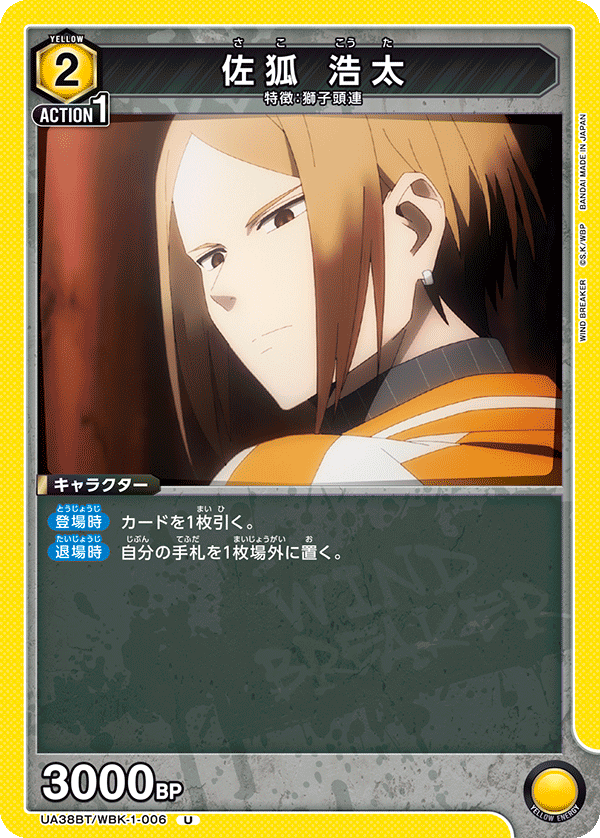 YELLOW
2
ACTION 1
さ こ こう た
佐狐 浩太
特徴:獅子頭連
WIND BREAKER ©S.K/WBP BANDAI MADE IN JAPAN
キャラクター
とうじょうじ まい ひ
登場時 カードを1枚引く。
たいじょうじ じぶん てふだ まいじょうがい お
退場時 自分の手札を1枚場外に置く。
WIND
BREAKER
3000BP
YELLOW ENERGY
UA38BT/WBK-1-006 U